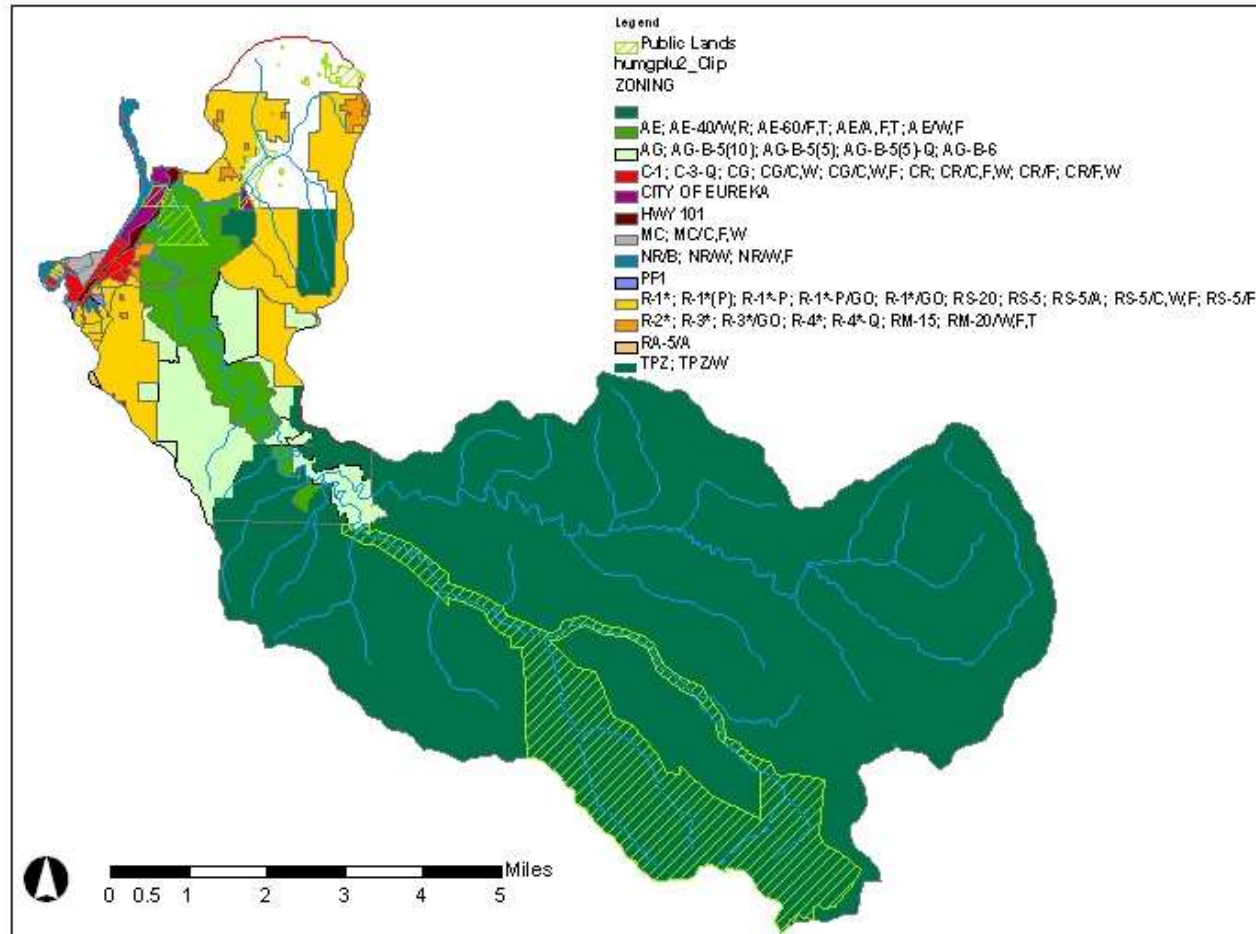 Legend
Public Lands
humgplu2_Clip
ZONING
AE; AE-40/W,R; AE-60/F,T; AE/A,F,T; AE/W,F
AG; AG-B-5(10); AG-B-5(5); AG-B-5(5)-Q; AG-B-6
C-1; C-3-Q; CG; CG/C,W; CG/C,W,F; CR; CR/C,F,W; CR/F; CR/F,W
CITY OF EUREKA
HWY 101
MC; MC/C,F,W
NR/B; NR/W; NR/W,F
PF1
R-1*; R-1*(P); R-1*-P; R-1*-P/GO; R-1*/GO; RS-20; RS-5; RS-5/A; RS-5/C,W,F; RS-5/F
R-2*; R-3*; R-3*/GO; R-4*; R-4*-Q; RM-15; RM-20/W,F,T
RA-5/A
TPZ; TPZ/W
Miles
0 0.5 1 2 3 4 5